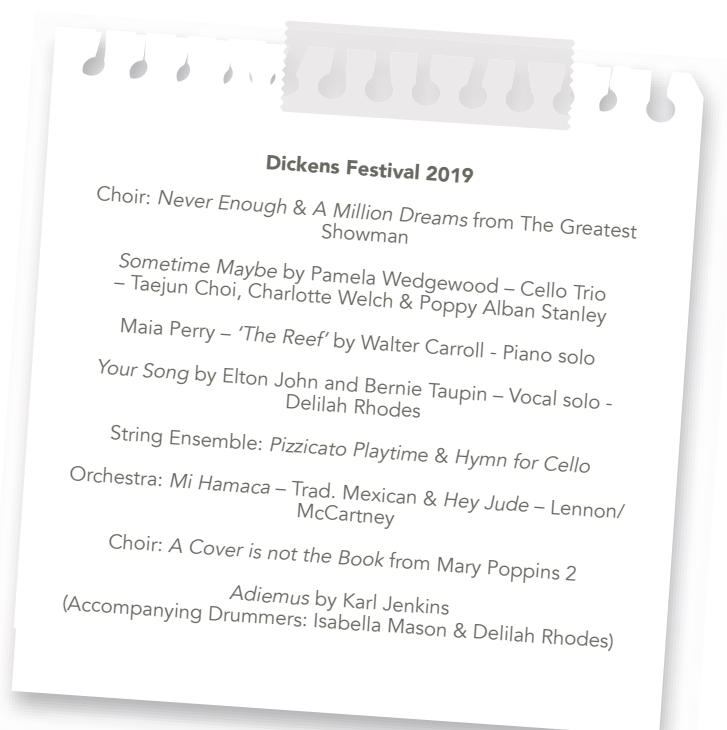 Dickens Festival 2019
Choir: Never Enough & A Million Dreams from The Greatest
Showman
Sometime Maybe by Pamela Wedgewood – Cello Trio
– Taejun Choi, Charlotte Welch & Poppy Alban Stanley
Maia Perry – ‘The Reef’ by Walter Carroll - Piano solo
Your Song by Elton John and Bernie Taupin – Vocal solo -
Delilah Rhodes
String Ensemble: Pizzicato Playtime & Hymn for Cello
Orchestra: Mi Hamaca – Trad. Mexican & Hey Jude – Lennon/
McCartney
Choir: A Cover is not the Book from Mary Poppins 2
Adiemus by Karl Jenkins
(Accompanying Drummers: Isabella Mason & Delilah Rhodes)